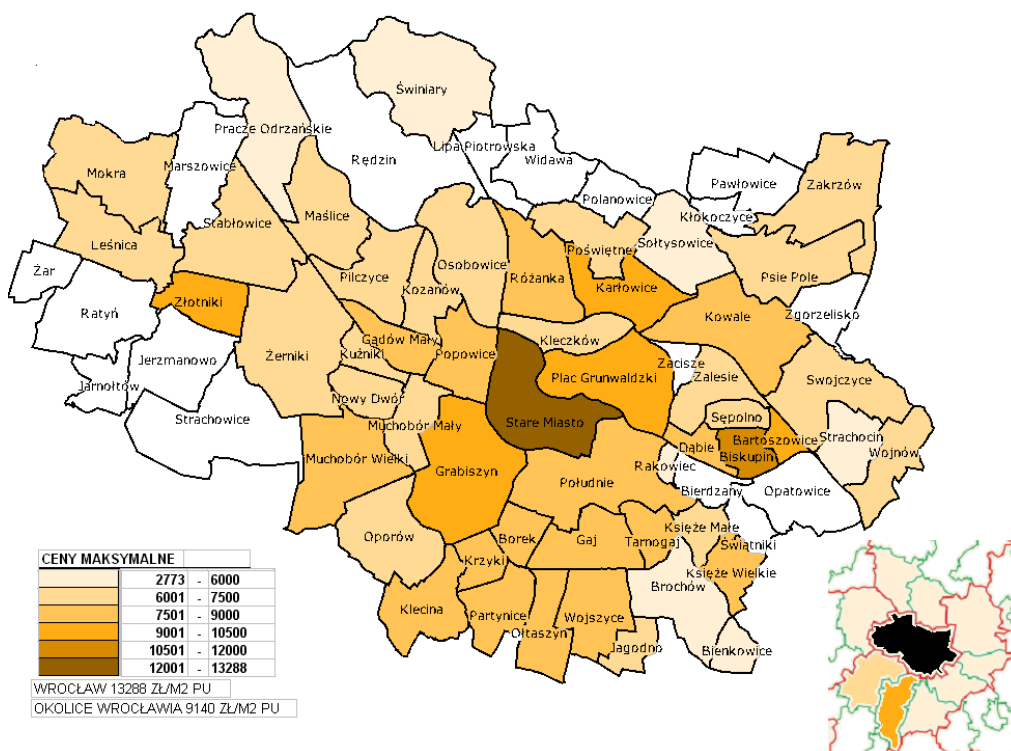 Świniary
Pracze Odrzańskie
Lipa Piotrowska
Rędzin
Widawa
Marszowice
Mokra
Pawłowice
Zakrzów
Polanowice
Kłokoczyce
Stabłowice
Maślice
Leśnica
Poświętne
Sołtysowice
Osobowice
Psie Pole
Żar
Pilczyce
Różanka
Kozanów
Karłowice
Złotniki
Ratyń
Zgorzelisko
Kowale
Gądów Mały
Kleczków
Jerzmanowo
Żerniki
Kuźniki
Popowice
Zacisze
Zalesie
Plac Grunwaldzki
Swojczyce
Jarnołtów
Nowy Dwór
Sępolno
Strachowice
Muchobór Mały
Stare Miasto
Bartoszowice
Strachocin
Dąbie
Biskupin
Wojnów
Muchobór Wielki
Rakowiec
Grabiszyn
Południe
Bierdzany
Opatowice
Księże Małe
Oporów
Borek
Gaj
Tarnogaj
Świątniki
Krzyki
Księże Wielkie
Brochów
Klecina
Partynice
Wojszyce
Ołtaszyn
Jagodno
Bienkowice
CENY MAKSYMALNE
2773 - 6000
6001 - 7500
7501 - 9000
9001 - 10500
10501 - 12000
12001 - 13288
WROCŁAW 13288 ZŁ/M2 PU
OKOLICE WROCŁAWIA 9140 ZŁ/M2 PU